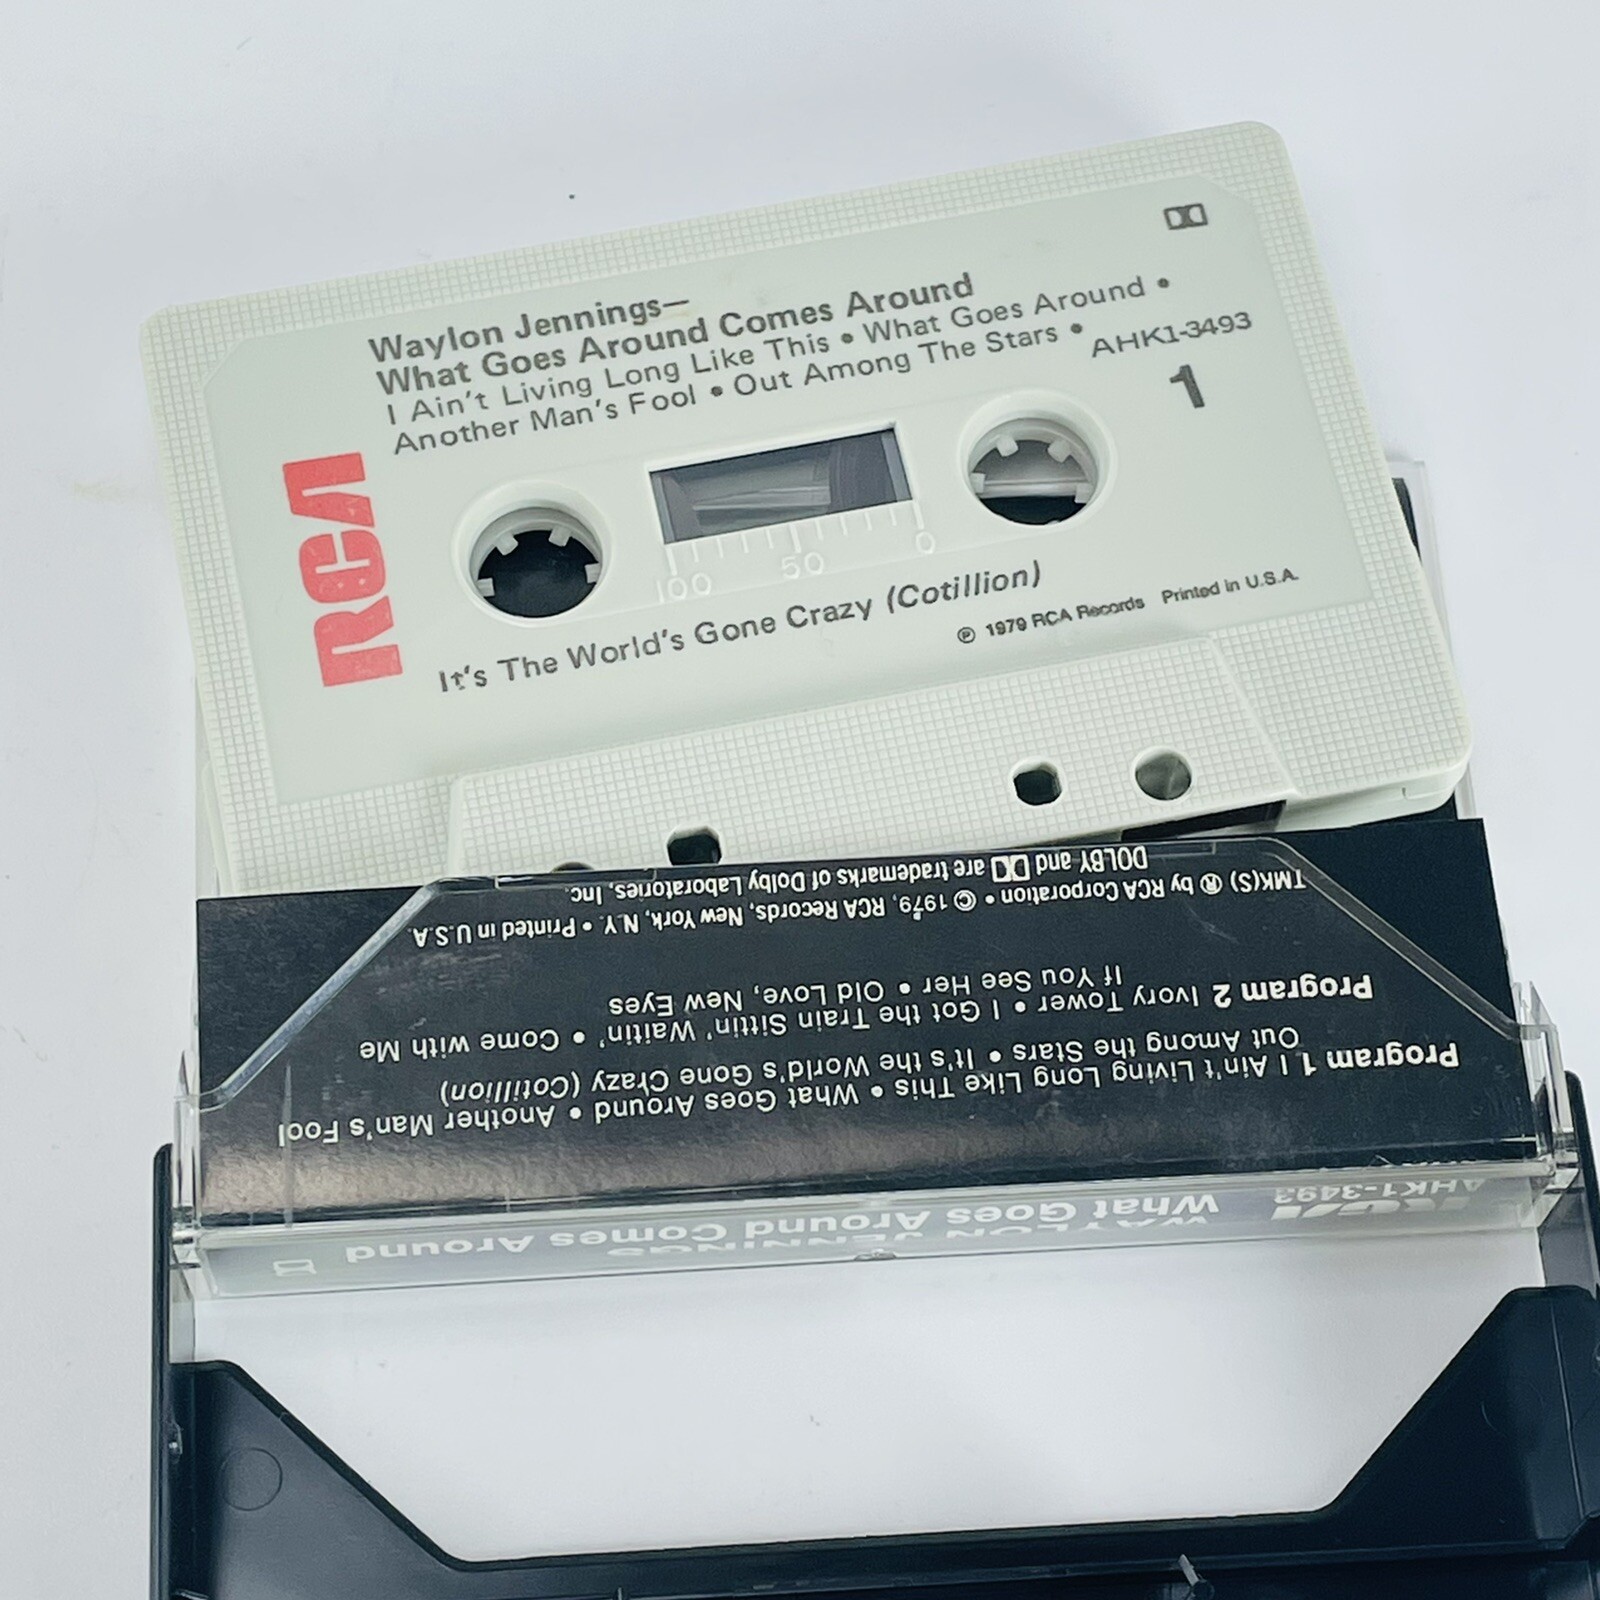 Waylon Jennings—
What Goes Around Comes Around
I Ain't Living Long Like This • What Goes Around •
Another Man's Fool • Out Among The Stars •
AHK1-3493
1
RCA
100 50 0
It's The World's Gone Crazy (Cotillion)
℗ 1979 RCA Records Printed in U.S.A.
DOLBY and are trademarks of Dolby Laboratories, Inc.
TMK(S) ® by RCA Corporation • © 1979, RCA Records, New York, N.Y. • Printed in U.S.A.
Program 1 I Ain't Living Long Like This • What Goes Around • Another Man's Fool
Out Among the Stars • It's the World's Gone Crazy (Cotillion)
Program 2 Ivory Tower • I Got the Train Sittin' Waitin' • Come with Me
If You See Her • Old Love, New Eyes
RCA
AHK1-3493
WAYLON JENNINGS
What Goes Around Comes Around